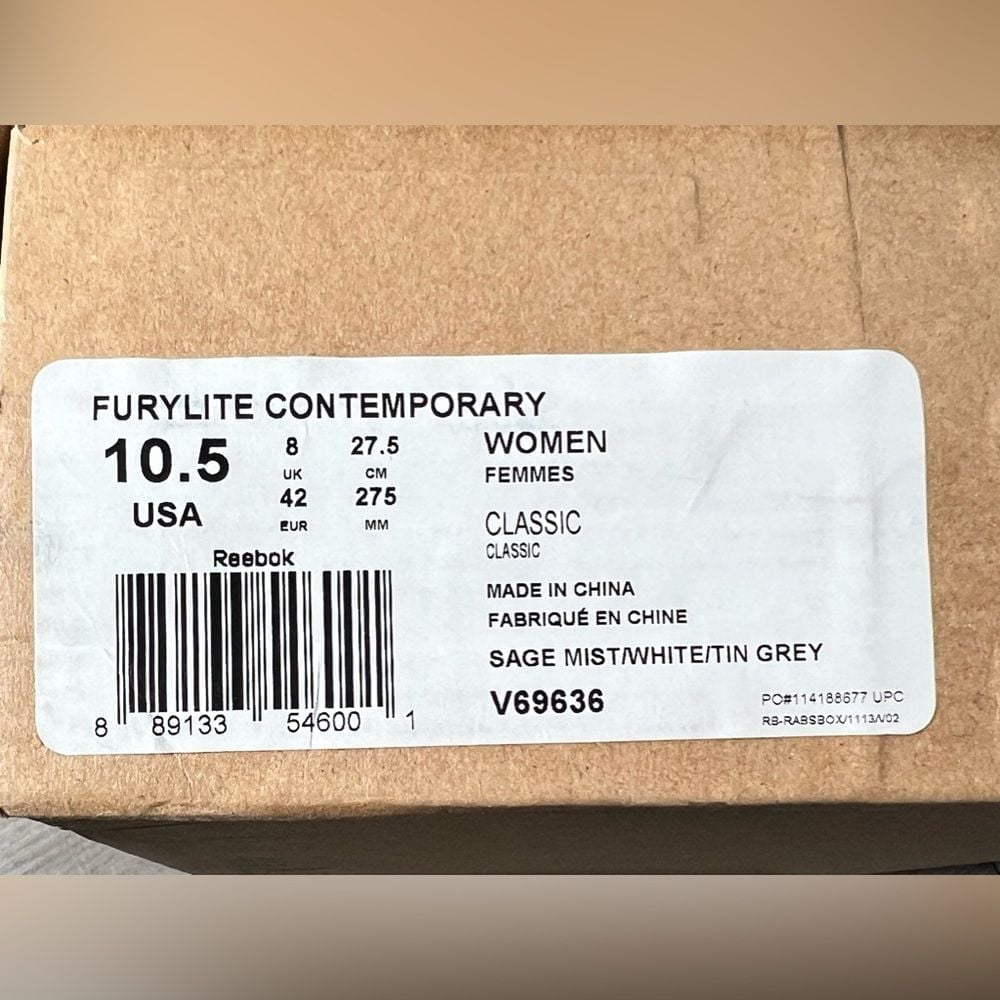 FURYLITE CONTEMPORARY
10.5 8 27.5 WOMEN
UK CM FEMMES
USA 42 275
EUR MM CLASSIC
CLASSIC
Reebok
MADE IN CHINA
FABRIQUÉ EN CHINE
SAGE MIST/WHITE/TIN GREY
V69636 PO#114188677 UPC
8 89133 54600 1 RB-RABSBOX/1113/V02